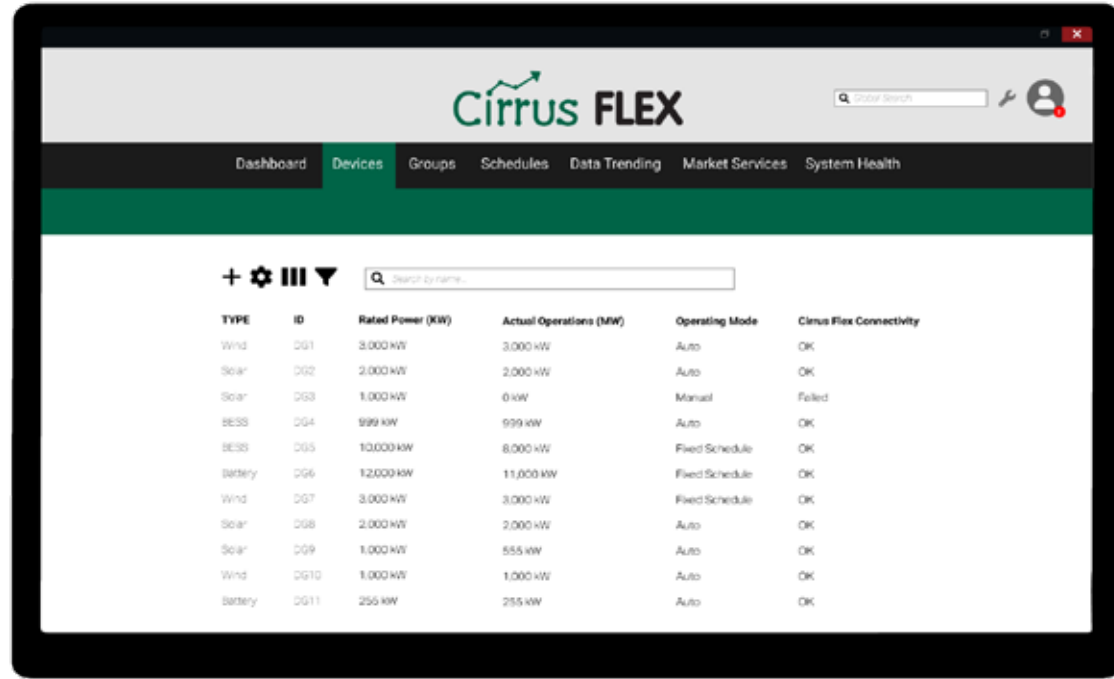 Cirrus FLEX
Global Search
Dashboard Devices Groups Schedules Data Trending Market Services System Health
Search by name...
TYPE ID Rated Power (KW) Actual Operations (MW) Operating Mode Cirrus Flex Connectivity
Wind DG1 3,000 kW 3,000 kW Auto OK
Solar DG2 2,000 kW 2,000 kW Auto OK
Solar DG3 1,000 kW 0 kW Manual Failed
BESS DG4 999 kW 999 kW Auto OK
BESS DG5 10,000 kW 8,000 kW Fixed Schedule OK
Battery DG6 12,000 kW 11,000 kW Fixed Schedule OK
Wind DG7 3,000 kW 3,000 kW Fixed Schedule OK
Solar DG8 2,000 kW 2,000 kW Auto OK
Solar DG9 1,000 kW 555 kW Auto OK
Wind DG10 1,000 kW 1,000 kW Auto OK
Battery DG11 255 kW 255 kW Auto OK